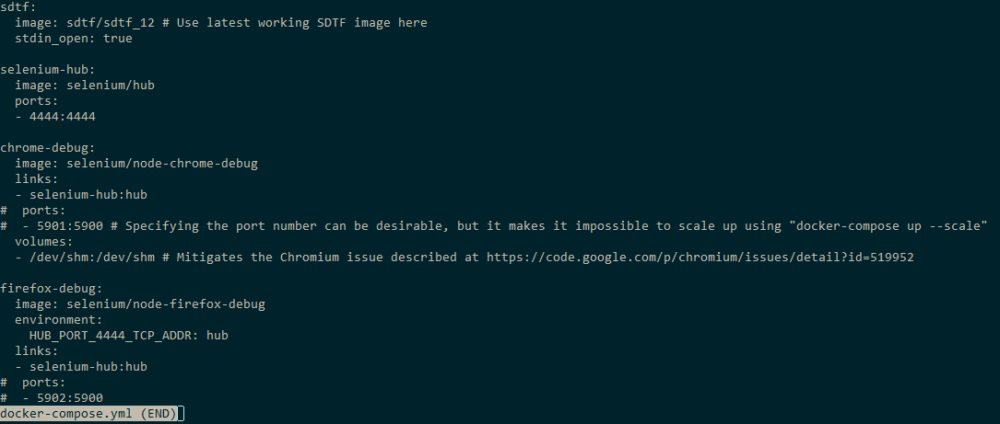 sdtf:
  image: sdtf/sdtf_12 # Use latest working SDTF image here
  stdin_open: true

selenium-hub:
  image: selenium/hub
  ports:
  - 4444:4444

chrome-debug:
  image: selenium/node-chrome-debug
  links:
  - selenium-hub:hub
#  ports:
#  - 5901:5900 # Specifying the port number can be desirable, but it makes it impossible to scale up using "docker-compose up --scale"
  volumes:
  - /dev/shm:/dev/shm # Mitigates the Chromium issue described at https://code.google.com/p/chromium/issues/detail?id=519952

firefox-debug:
  image: selenium/node-firefox-debug
  environment:
    HUB_PORT_4444_TCP_ADDR: hub
  links:
  - selenium-hub:hub
#  ports:
#  - 5902:5900
docker-compose.yml (END)